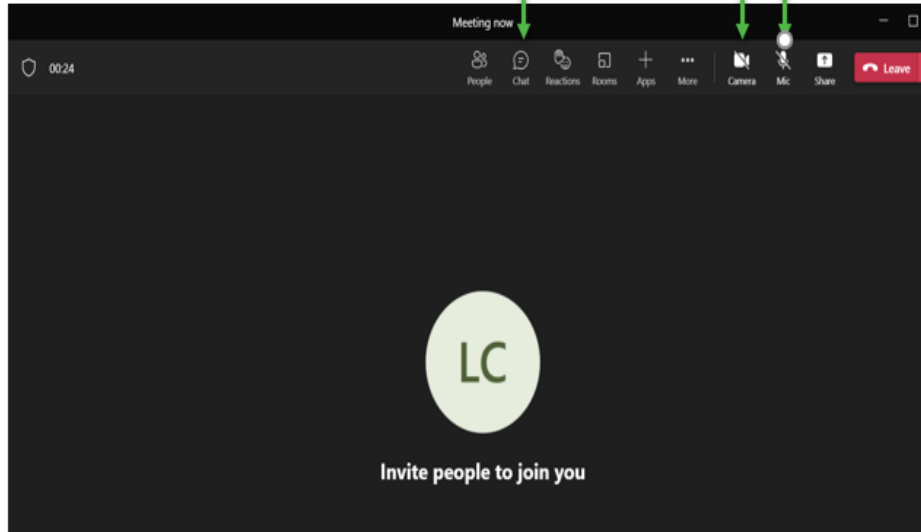 Meeting now
00:24
People Chat Reactions Rooms Apps More Camera Mic Share Leave
LC
Invite people to join you